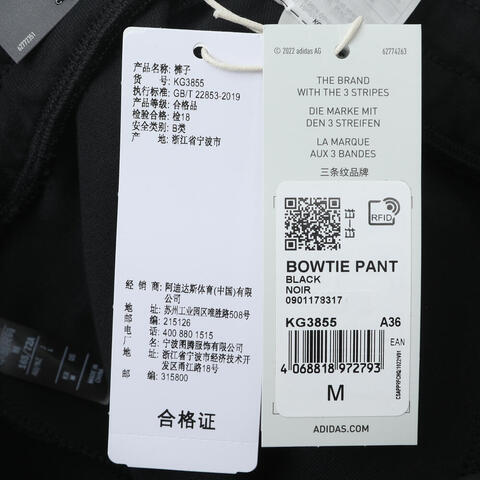 产品名称: 裤子
货 号: KG3855
执行标准: GB/T 22853-2019
产品等级: 合格品
检验合格: 检18
安全类别: B类
产 地: 浙江省宁波市
经 销 商: 阿迪达斯体育(中国)有限
公司
地 址: 苏州工业园区唯胜路508号
邮 编: 215126
电 话: 400 880 1515
制 造 商: 宁波图腾服饰有限公司
地 址: 浙江省宁波市经济技术开
发区甬江路18号
邮 编: 315800
合格证
© 2022 adidas AG
62774263
THE BRAND
WITH THE 3 STRIPES
DIE MARKE MIT
DEN 3 STREIFEN
LA MARQUE
AUX 3 BANDES
三条纹品牌
11-11
RFID
BOWTIE PANT
BLACK
NOIR
0901178317
KG3855 A36
EAN
4 068818 972793
M
ADIDAS.COM
62777351